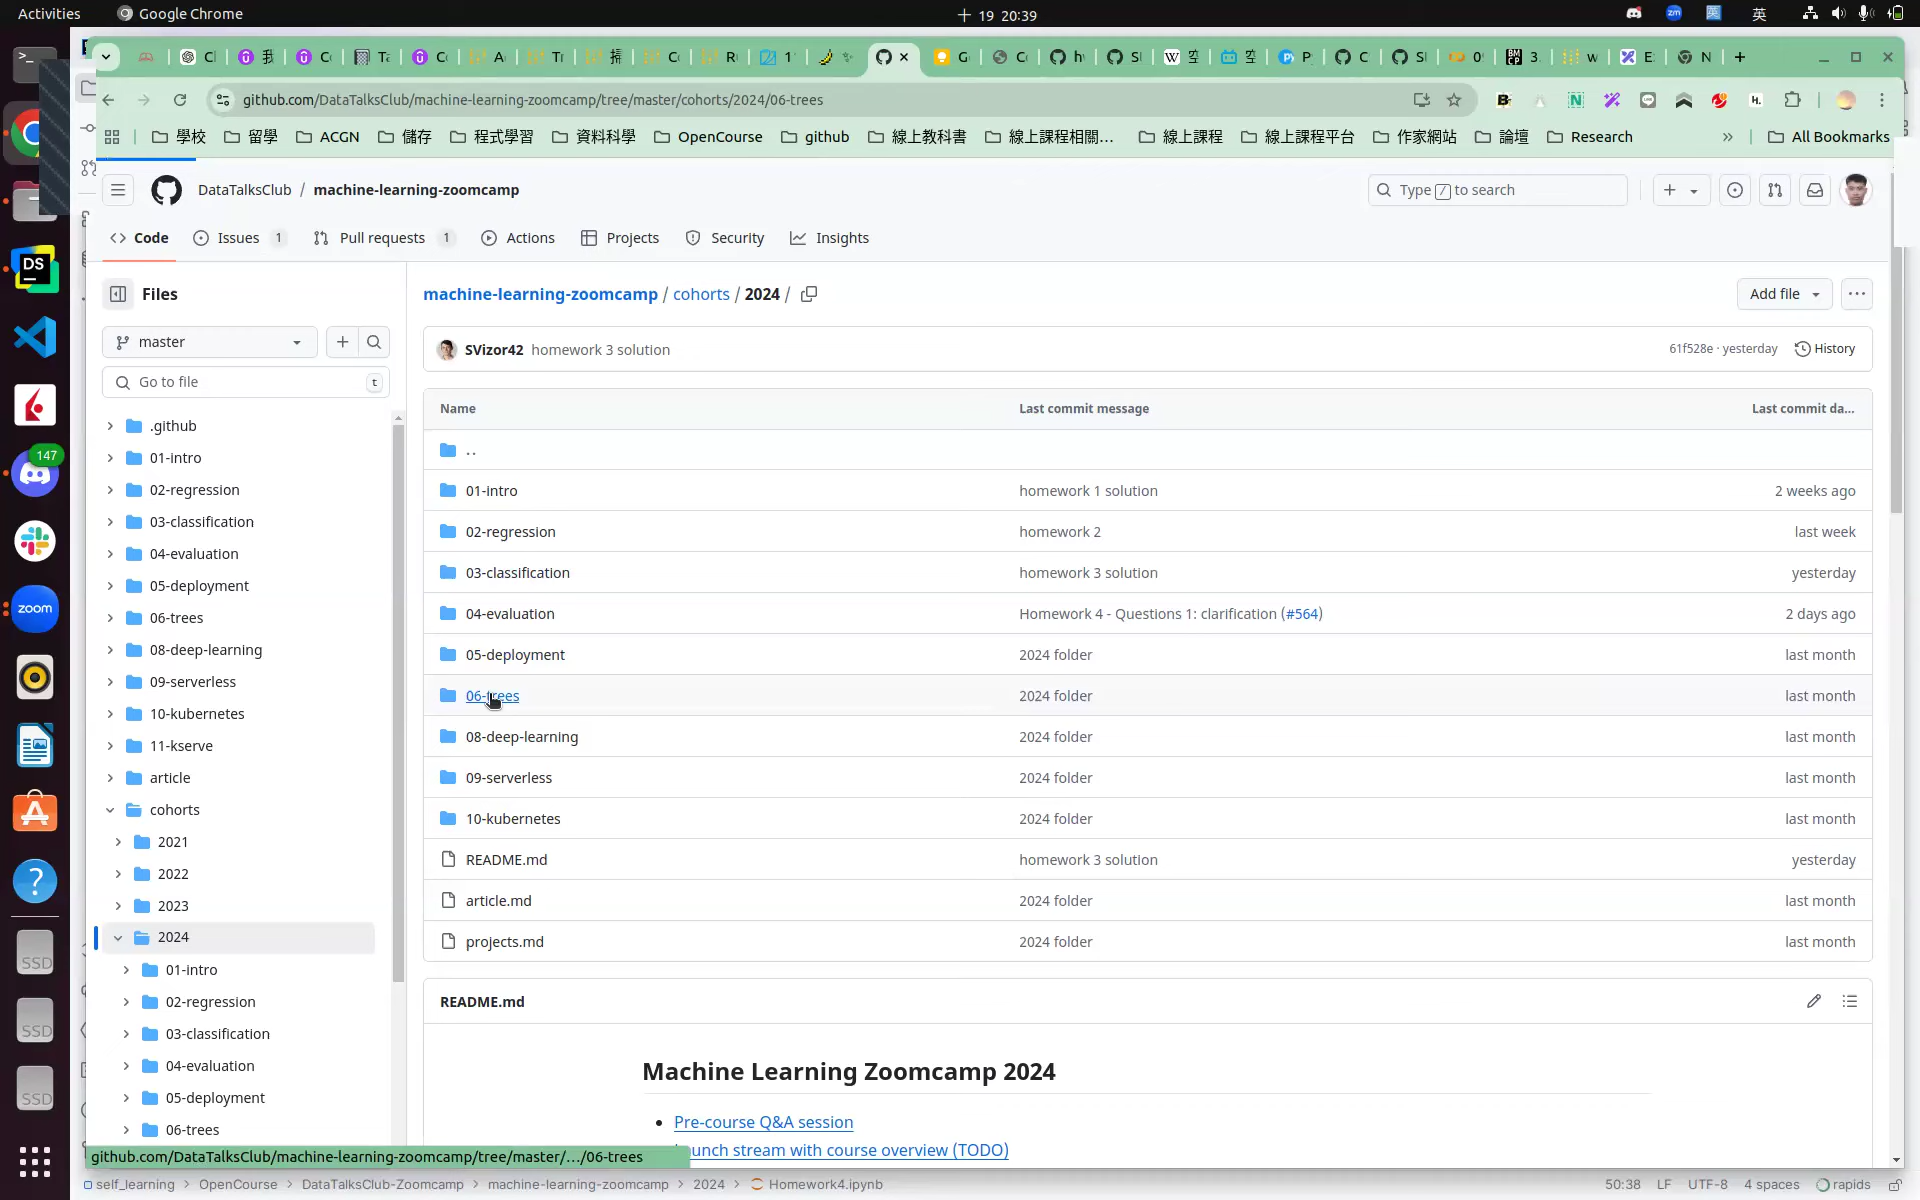 Activities
Google Chrome
19 20:39
英
github.com/DataTalksClub/machine-learning-zoomcamp/tree/master/cohorts/2024/06-trees
學校
留學
ACGN
儲存
程式學習
資料科學
OpenCourse
github
線上教科書
線上課程相關...
線上課程
線上課程平台
作家網站
論壇
Research
All Bookmarks
DataTalksClub / machine-learning-zoomcamp
Type / to search
Code
Issues 1
Pull requests 1
Actions
Projects
Security
Insights
Files
master
Go to file
t
.github
01-intro
02-regression
03-classification
04-evaluation
05-deployment
06-trees
08-deep-learning
09-serverless
10-kubernetes
11-kserve
article
cohorts
2021
2022
2023
2024
01-intro
02-regression
03-classification
04-evaluation
05-deployment
06-trees
machine-learning-zoomcamp / cohorts / 2024 /
Add file
SVizor42 homework 3 solution
61f528e · yesterday
History
Name Last commit message Last commit da...
..
01-intro homework 1 solution 2 weeks ago
02-regression homework 2 last week
03-classification homework 3 solution yesterday
04-evaluation Homework 4 - Questions 1: clarification (#564) 2 days ago
05-deployment 2024 folder last month
06-trees 2024 folder last month
08-deep-learning 2024 folder last month
09-serverless 2024 folder last month
10-kubernetes 2024 folder last month
README.md homework 3 solution yesterday
article.md 2024 folder last month
projects.md 2024 folder last month
README.md
Machine Learning Zoomcamp 2024
Pre-course Q&A session
unch stream with course overview (TODO)
github.com/DataTalksClub/machine-learning-zoomcamp/tree/master/.../06-trees
self_learning > OpenCourse > DataTalksClub-Zoomcamp > machine-learning-zoomcamp > 2024 > Homework4.ipynb
50:38 LF UTF-8 4 spaces rapids
DS
147
zoom
SSD
SSD
SSD